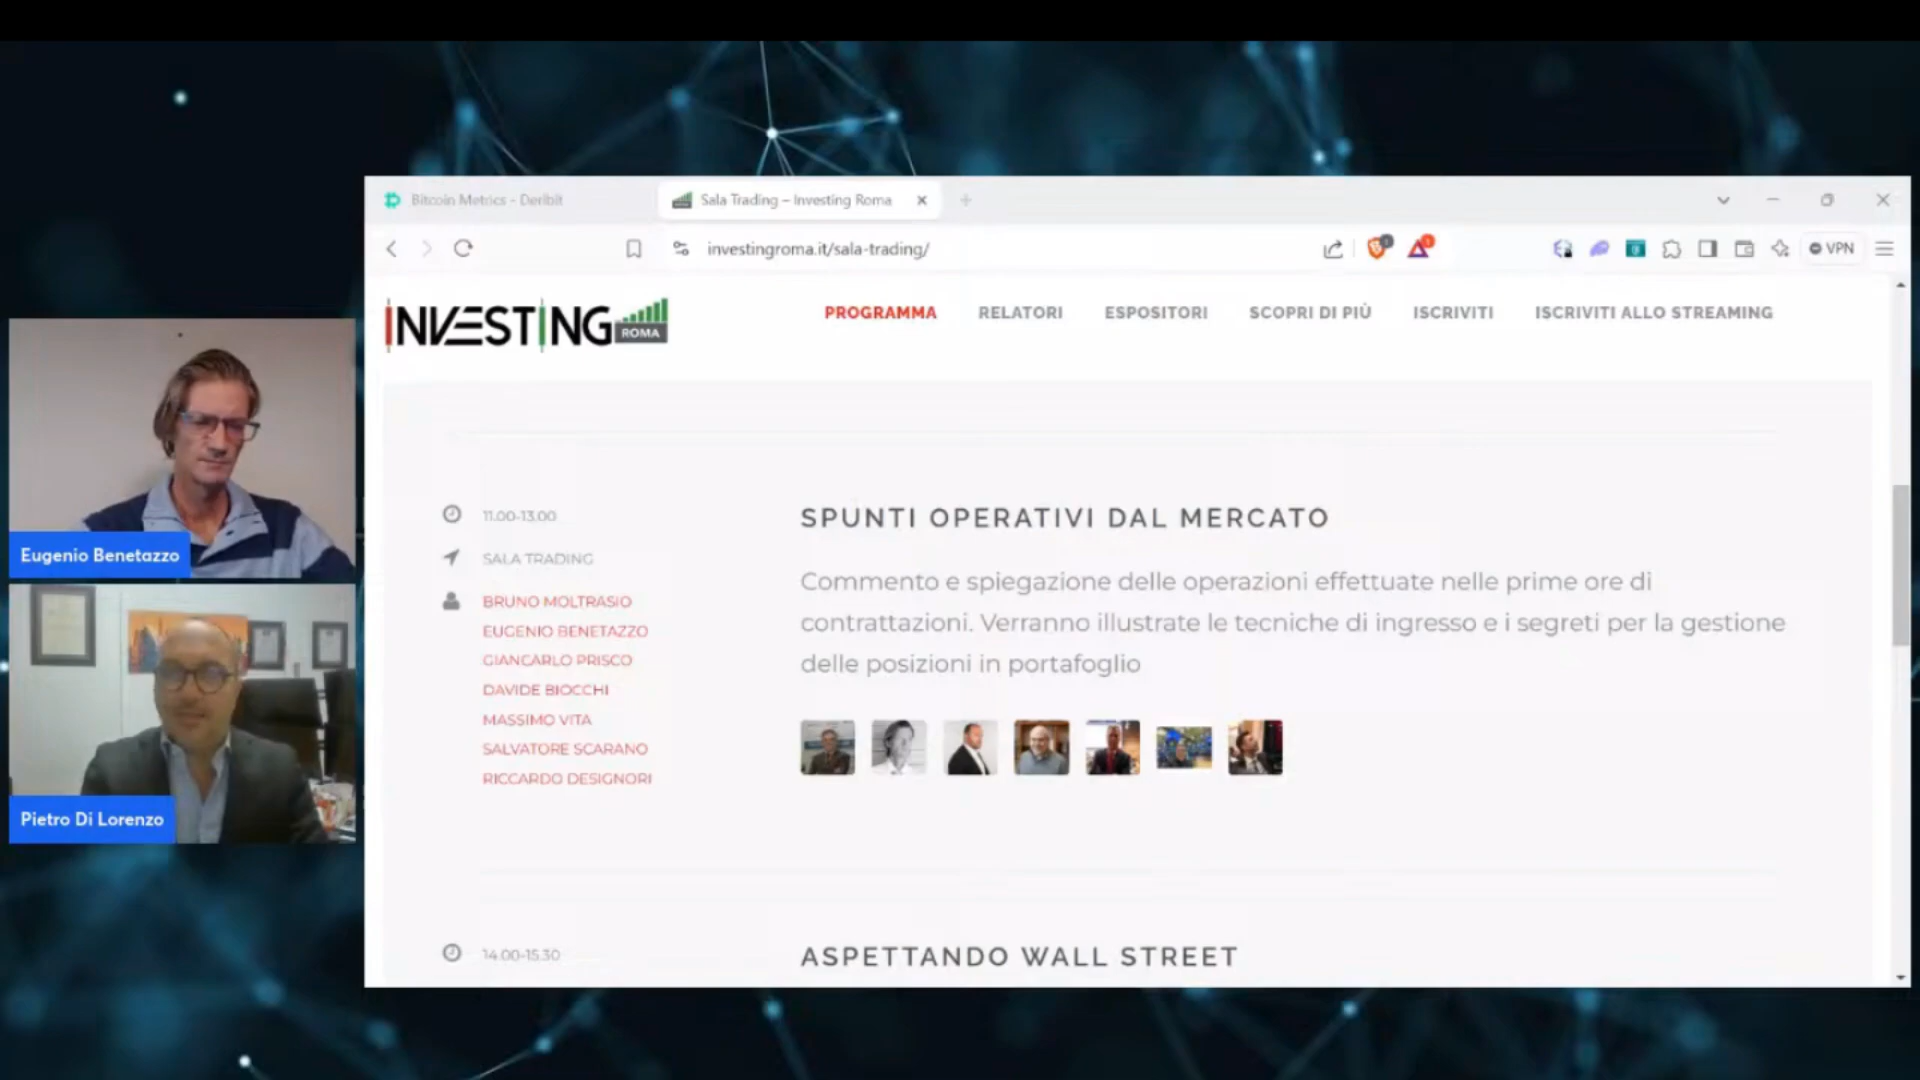 Bitcoin Metrics - Deribit
Sala Trading – Investing Roma
investingroma.it/sala-trading/
VPN
INVESTING ROMA
PROGRAMMA
RELATORI
ESPOSITORI
SCOPRI DI PIÙ
ISCRIVITI
ISCRIVITI ALLO STREAMING
11.00-13.00
SALA TRADING
BRUNO MOLTRASIO
EUGENIO BENETAZZO
GIANCARLO PRISCO
DAVIDE BIOCCHI
MASSIMO VITA
SALVATORE SCARANO
RICCARDO DESIGNORI
SPUNTI OPERATIVI DAL MERCATO
Commento e spiegazione delle operazioni effettuate nelle prime ore di
contrattazioni. Verranno illustrate le tecniche di ingresso e i segreti per la gestione
delle posizioni in portafoglio
14.00-15.30
ASPETTANDO WALL STREET
Eugenio Benetazzo
Pietro Di Lorenzo